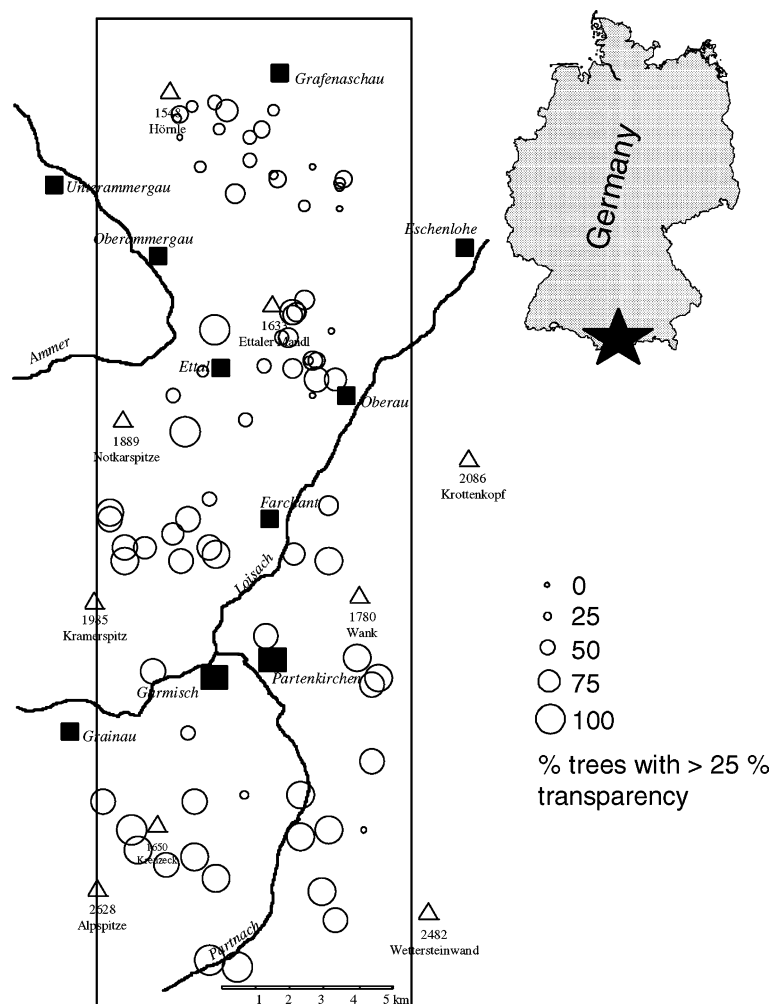 Grafenaschau
1548
Hörnle
Unterammergau
Oberammergau
Eschenlohe
Germany
163
Ettaler Mandl
Ammer
Ettal
Oberau
1889
Notkarspitze
2086
Krottenkopf
Farchant
Loisach
1985
Kramerspitz
1780
Wank
Partenkirchen
Garmisch
Grainau
0
25
50
75
100
% trees with > 25 %
transparency
1650
Kreuzeck
2628
Alpspitze
2482
Wettersteinwand
Partnach
1 2 3 4 5 km